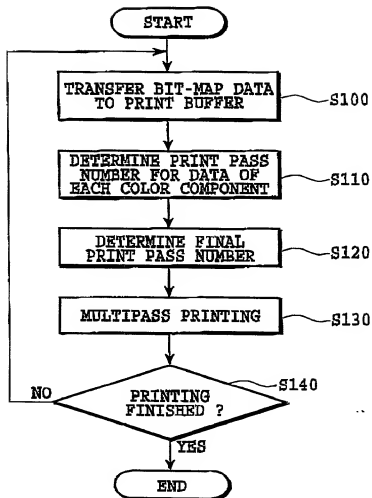 START
TRANSFER BIT-MAP DATA
TO PRINT BUFFER
S100
DETERMINE PRINT PASS
NUMBER FOR DATA OF
EACH COLOR COMPONENT
S110
DETERMINE FINAL
PRINT PASS NUMBER
S120
MULTIPASS PRINTING
S130
S140
NO
PRINTING
FINISHED ?
YES
END